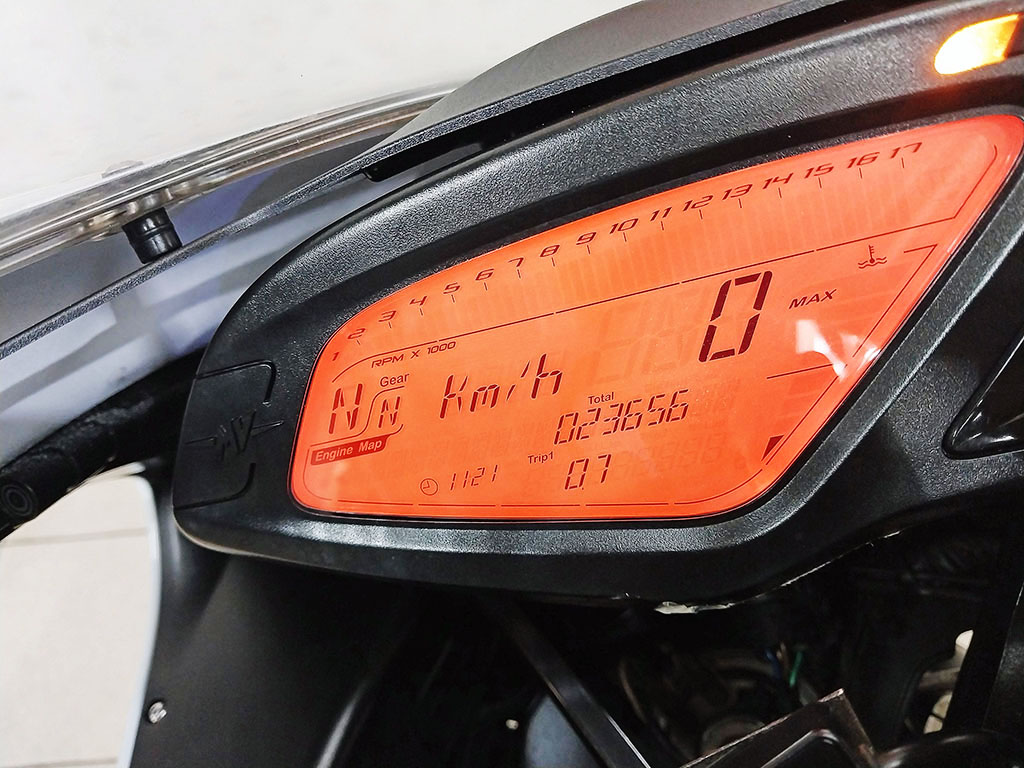 1 2 3 4 5 6 7 8 9 10 11 12 13 14 15 16 17
RPM X 1000
0 MAX
Gear
N N Km/h
Engine Map
Total
023656
Trip1
1121 0.7
MV